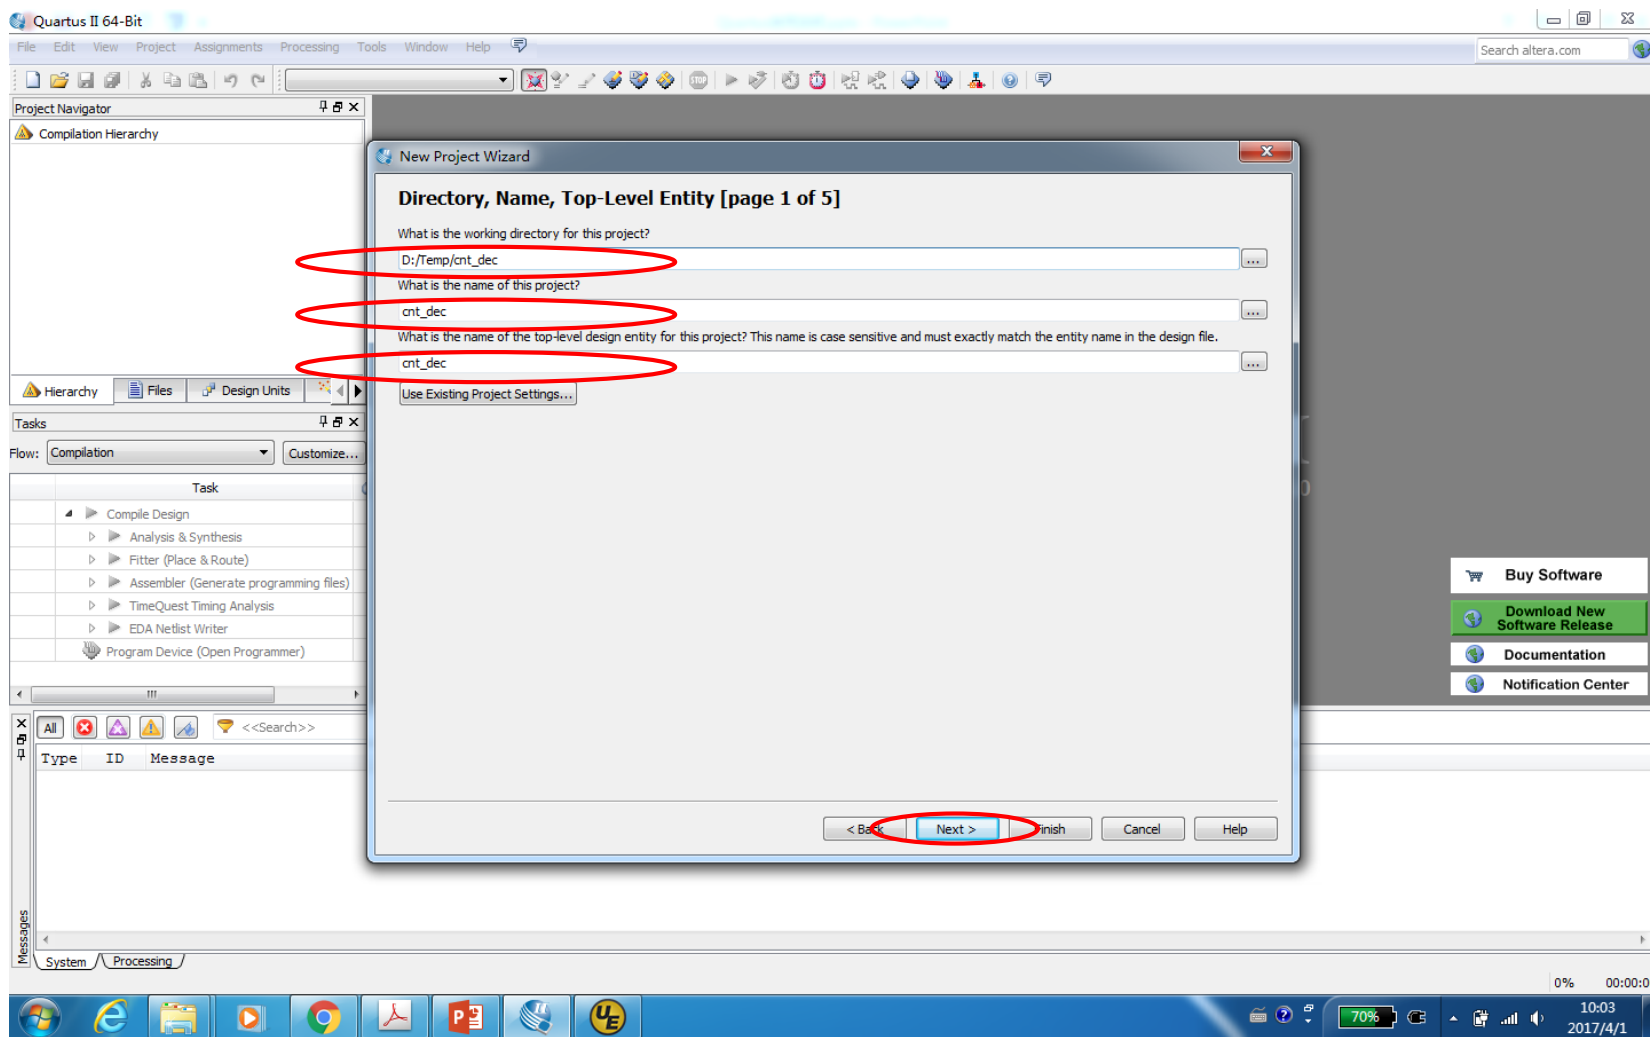 Quartus II 64-Bit
File Edit View Project Assignments Processing Tools Window Help
Search altera.com
Project Navigator
Compilation Hierarchy
New Project Wizard
Directory, Name, Top-Level Entity [page 1 of 5]
What is the working directory for this project?
D:/Temp/cnt_dec
...
What is the name of this project?
cnt_dec
...
What is the name of the top-level design entity for this project? This name is case sensitive and must exactly match the entity name in the design file.
cnt_dec
...
Use Existing Project Settings...
Hierarchy Files Design Units
Tasks
Flow: Compilation Customize...
Task
Compile Design
Analysis & Synthesis
Fitter (Place & Route)
Assembler (Generate programming files)
TimeQuest Timing Analysis
EDA Netlist Writer
Program Device (Open Programmer)
Buy Software
Download New
Software Release
Documentation
Notification Center
All <<Search>>
Type ID Message
< Back Next > Finish Cancel Help
Messages
System Processing
0% 00:00:0
70%
10:03
2017/4/1